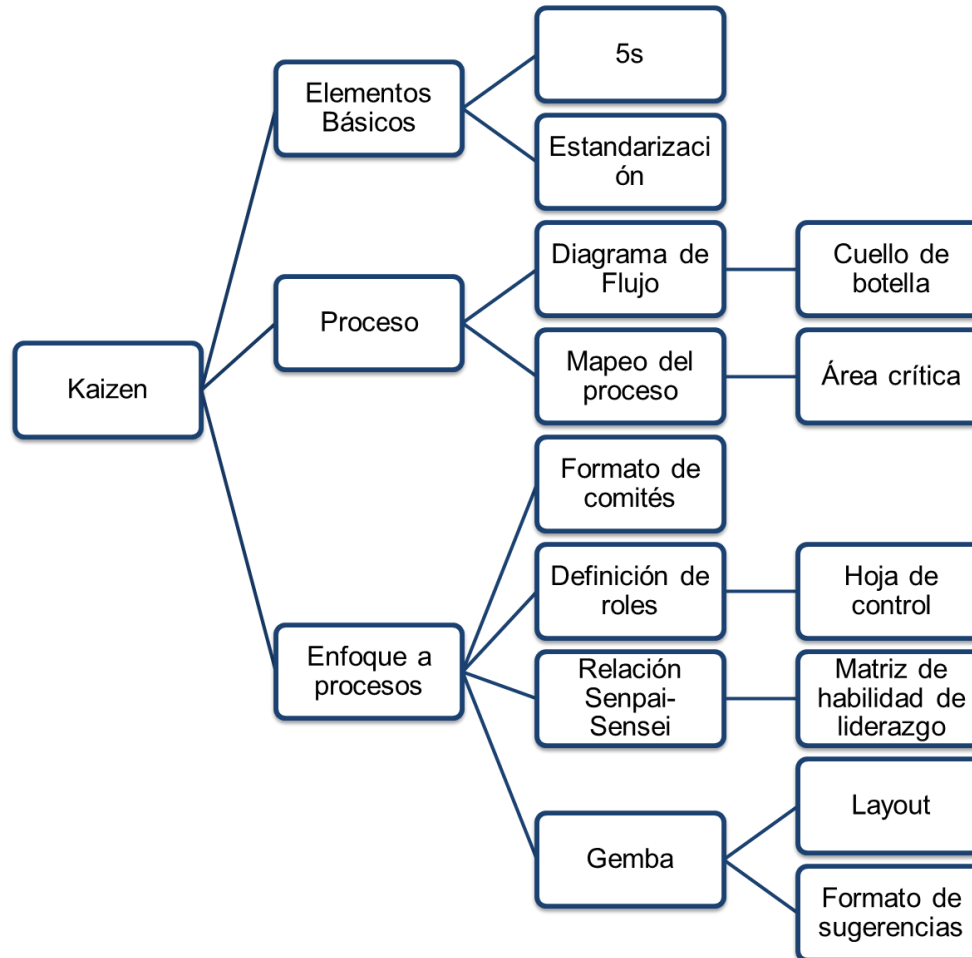 Kaizen
Elementos
Básicos
5s
Estandarizaci
ón
Proceso
Diagrama de
Flujo
Cuello de
botella
Mapeo del
proceso
Área crítica
Enfoque a
procesos
Formato de
comités
Definición de
roles
Hoja de
control
Relación
Senpai-
Sensei
Matriz de
habilidad de
liderazgo
Gemba
Layout
Formato de
sugerencias